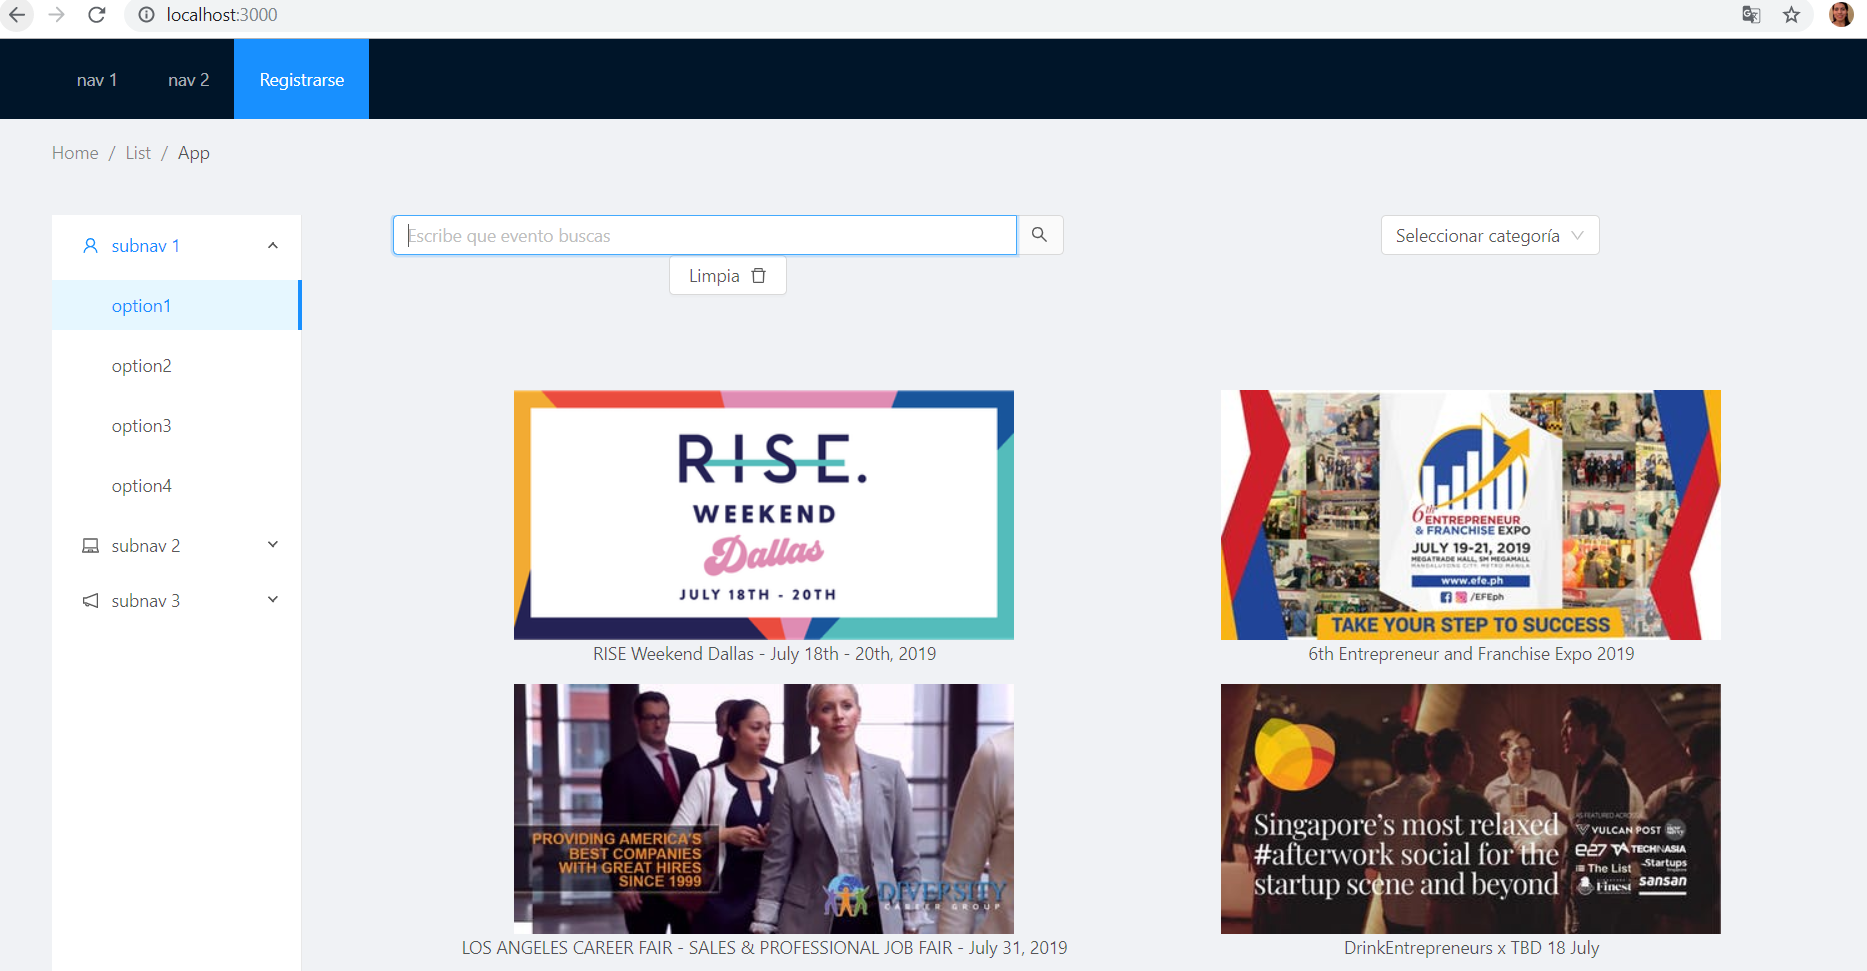 localhost:3000
nav 1
nav 2
Registrarse
Home / List / App
subnav 1
option1
option2
option3
option4
subnav 2
subnav 3
Escribe que evento buscas
Limpia
Seleccionar categoría
RISE.
WEEKEND
Dallas
JULY 18TH - 20TH
RISE Weekend Dallas - July 18th - 20th, 2019
6th
ENTREPRENEUR
& FRANCHISE EXPO
JULY 19-21, 2019
MEGATRADE HALL, SM MEGAMALL
MANDALUYONG CITY, METRO MANILA
www.efe.ph
/EFEph
TAKE YOUR STEP TO SUCCESS
6th Entrepreneur and Franchise Expo 2019
PROVIDING AMERICA'S
BEST COMPANIES
WITH GREAT HIRES
SINCE 1999
DIVERSITY
CAREER GROUP
LOS ANGELES CAREER FAIR - SALES & PROFESSIONAL JOB FAIR - July 31, 2019
Singapore's most relaxed
#afterwork social for the
startup scene and beyond
AS FEATURED ACROSS
VULCAN POST
e27 TECHINASIA
The List
-Startups
Finest
sansan
DrinkEntrepreneurs x TBD 18 July